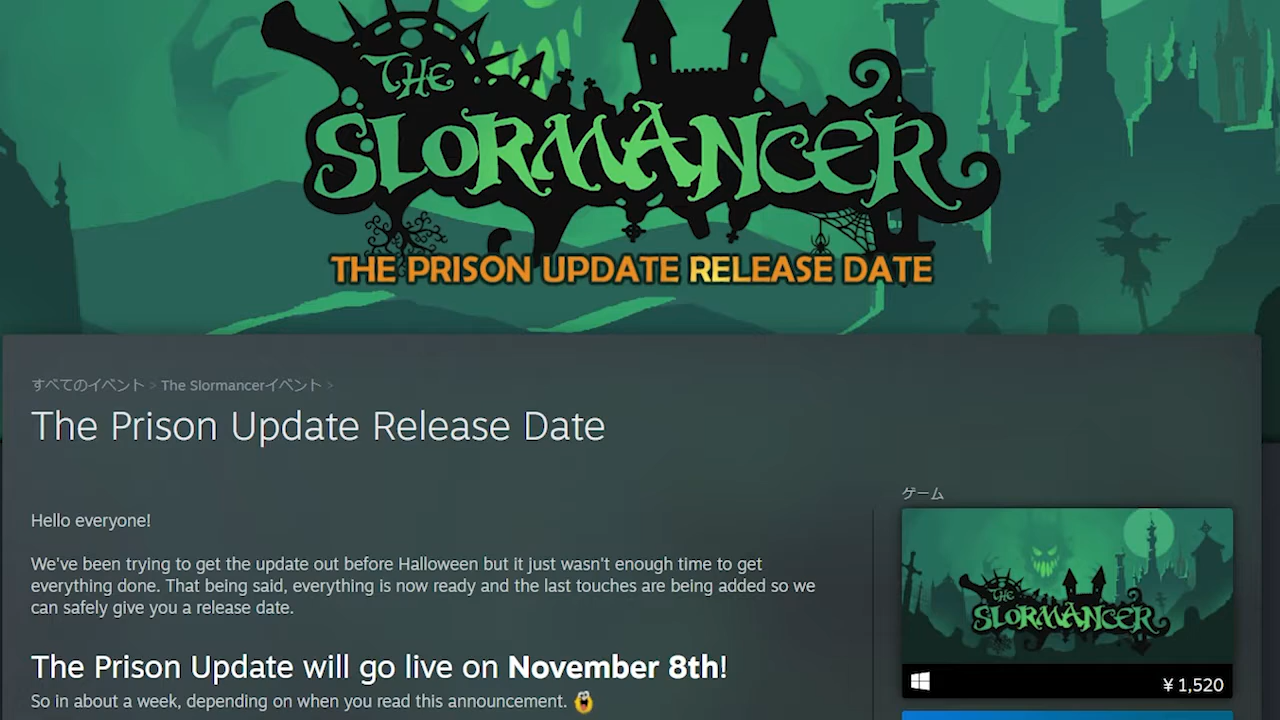 THE
SLORMANCER
THE PRISON UPDATE RELEASE DATE
すべてのイベント > The Slormancerイベント >
The Prison Update Release Date
Hello everyone!
We've been trying to get the update out before Halloween but it just wasn't enough time to get
everything done. That being said, everything is now ready and the last touches are being added so we
can safely give you a release date.
The Prison Update will go live on November 8th!
So in about a week, depending on when you read this announcement.
ゲーム
THE
SLORMANCER
¥ 1,520